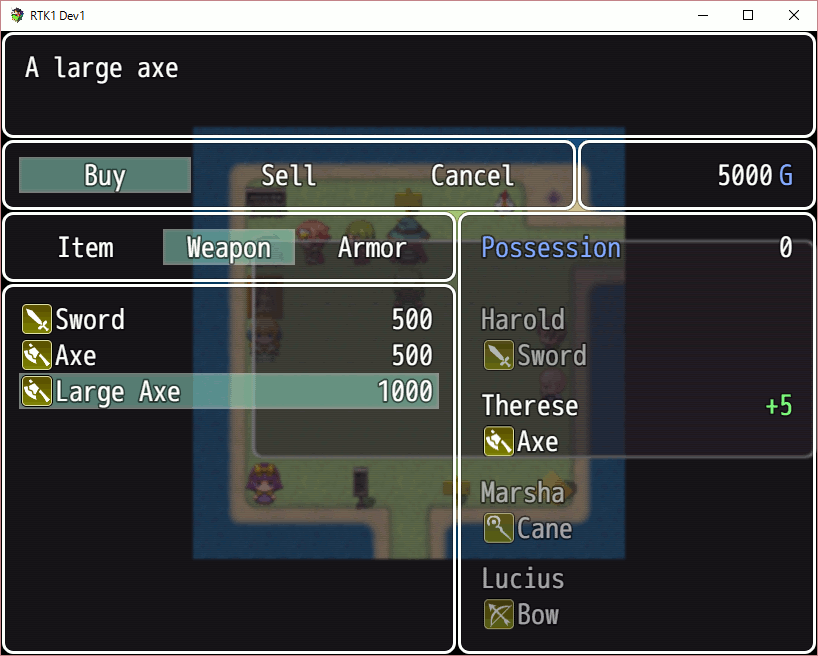 RTK1 Dev1
A large axe
Buy Sell Cancel 5000 G
Item Weapon Armor
Sword 500
Axe 500
Large Axe 1000
Possession 0
Harold
Sword
Therese +5
Axe
Marsha
Cane
Lucius
Bow